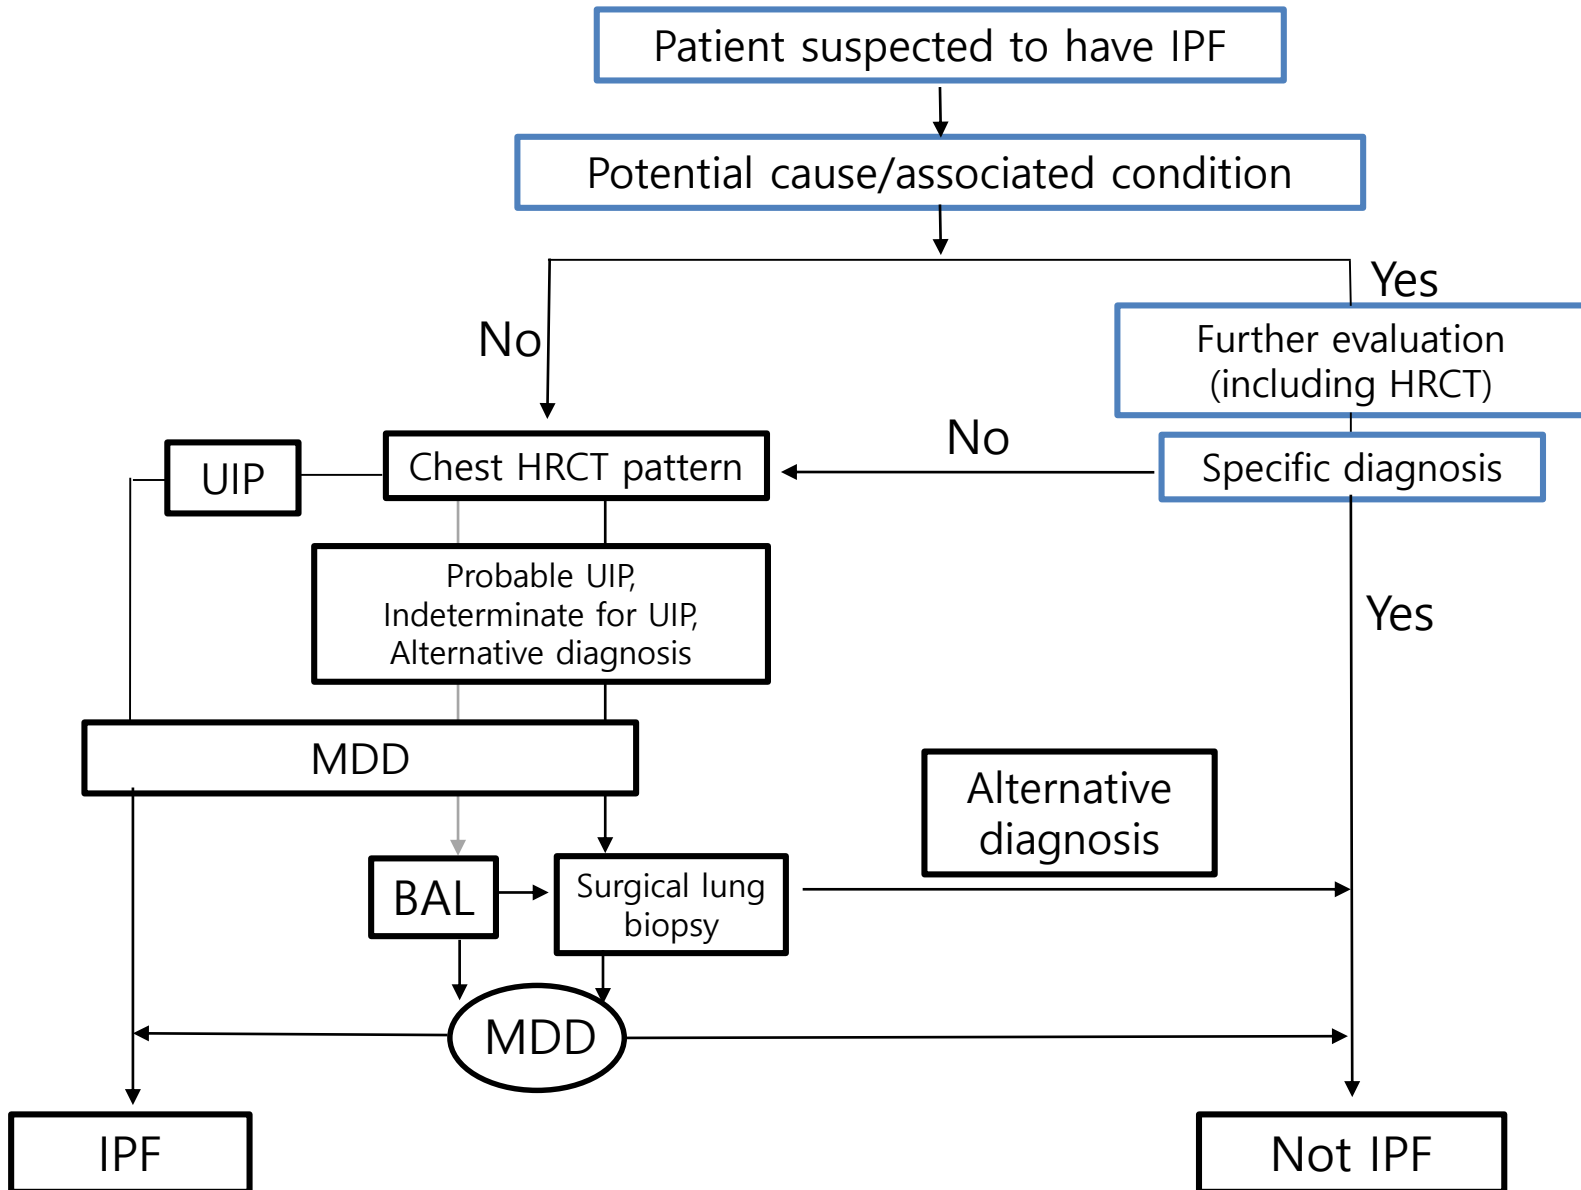 Patient suspected to have IPF
Potential cause/associated condition
Yes
No
Further evaluation
(including HRCT)
No
UIP
Chest HRCT pattern
Specific diagnosis
Probable UIP,
Indeterminate for UIP,
Alternative diagnosis
Yes
MDD
Alternative
diagnosis
BAL
Surgical lung
biopsy
MDD
IPF
Not IPF